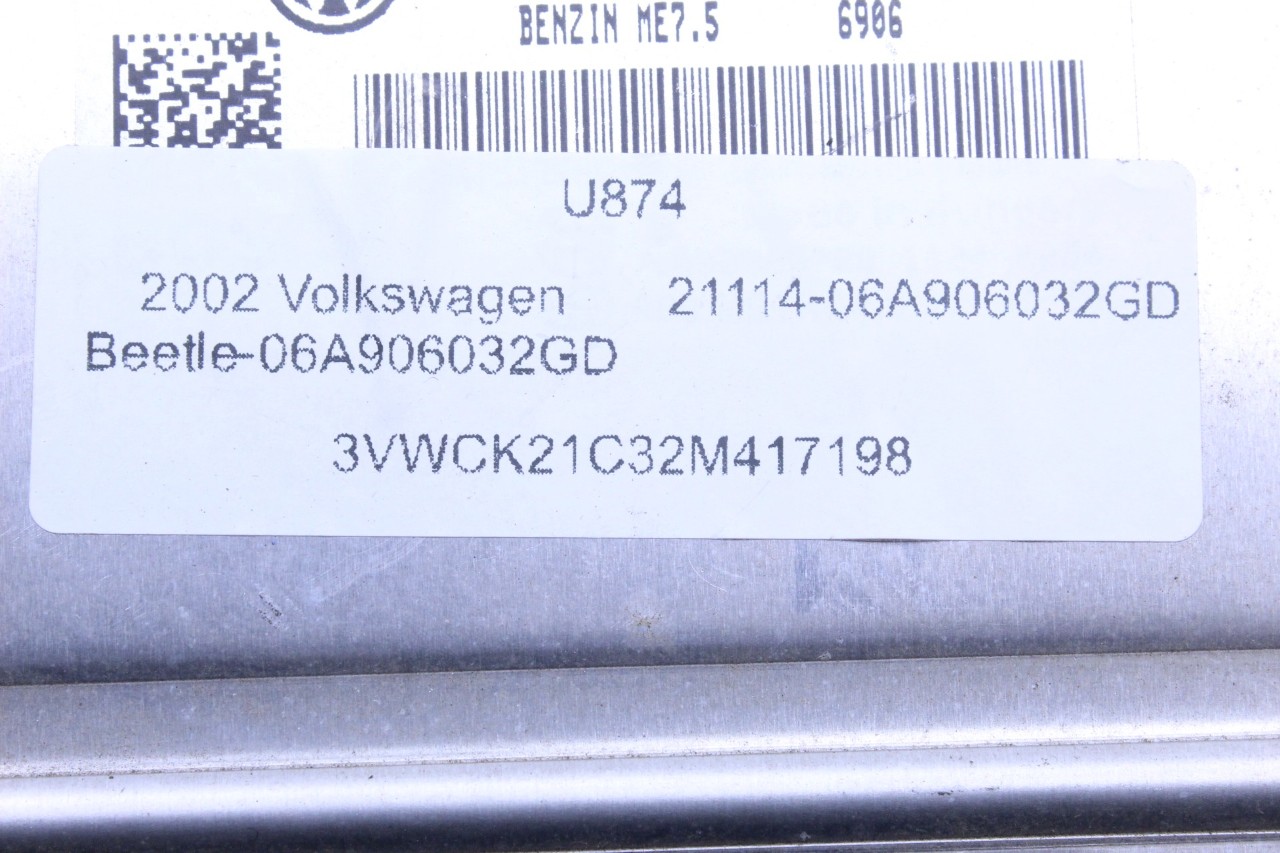 BENZIN ME7.5 6906
U874
2002 Volkswagen 21114-06A906032GD
Beetle-06A906032GD
3VWCK21C32M417198